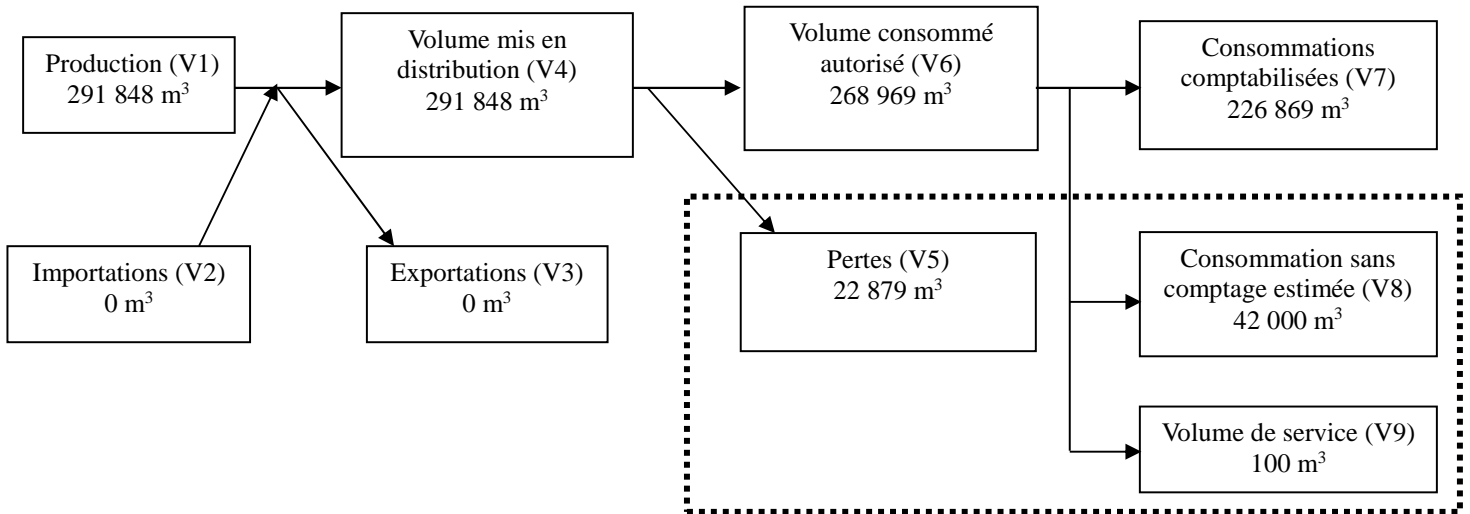 Production (V1)
291 848 m³
Volume mis en
distribution (V4)
291 848 m³
Volume consommé
autorisé (V6)
268 969 m³
Consommations
comptabilisées (V7)
226 869 m³
Importations (V2)
0 m³
Exportations (V3)
0 m³
Pertes (V5)
22 879 m³
Consommation sans
comptage estimée (V8)
42 000 m³
Volume de service (V9)
100 m³